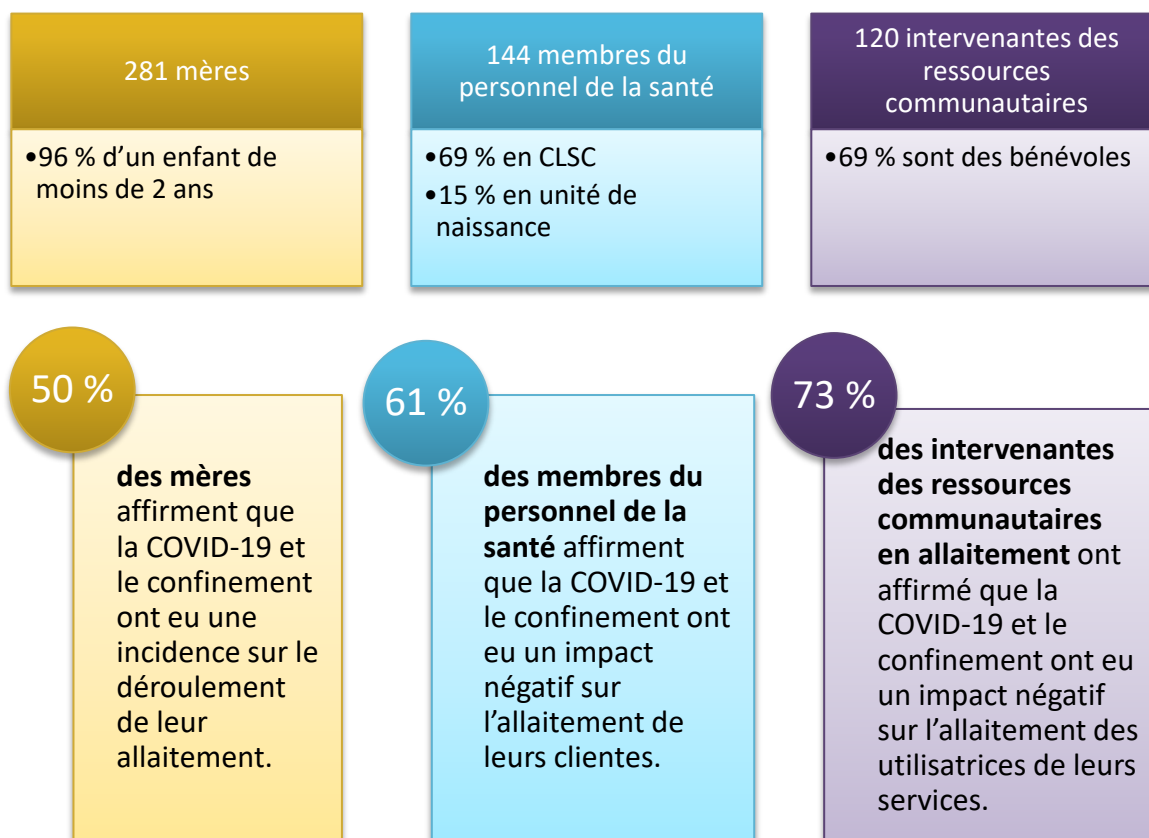 281 mères
•96 % d’un enfant de
moins de 2 ans
144 membres du
personnel de la santé
•69 % en CLSC
•15 % en unité de
naissance
120 intervenantes des
ressources
communautaires
•69 % sont des bénévoles
50 %
des mères
affirment que
la COVID-19 et
le confinement
ont eu une
incidence sur le
déroulement
de leur
allaitement.
61 %
des membres du
personnel de la
santé affirment
que la COVID-19 et
le confinement ont
eu un impact
négatif sur
l’allaitement de
leurs clientes.
73 %
des intervenantes
des ressources
communautaires
en allaitement ont
affirmé que la
COVID-19 et le
confinement ont eu
un impact négatif
sur l’allaitement des
utilisatrices de leurs
services.